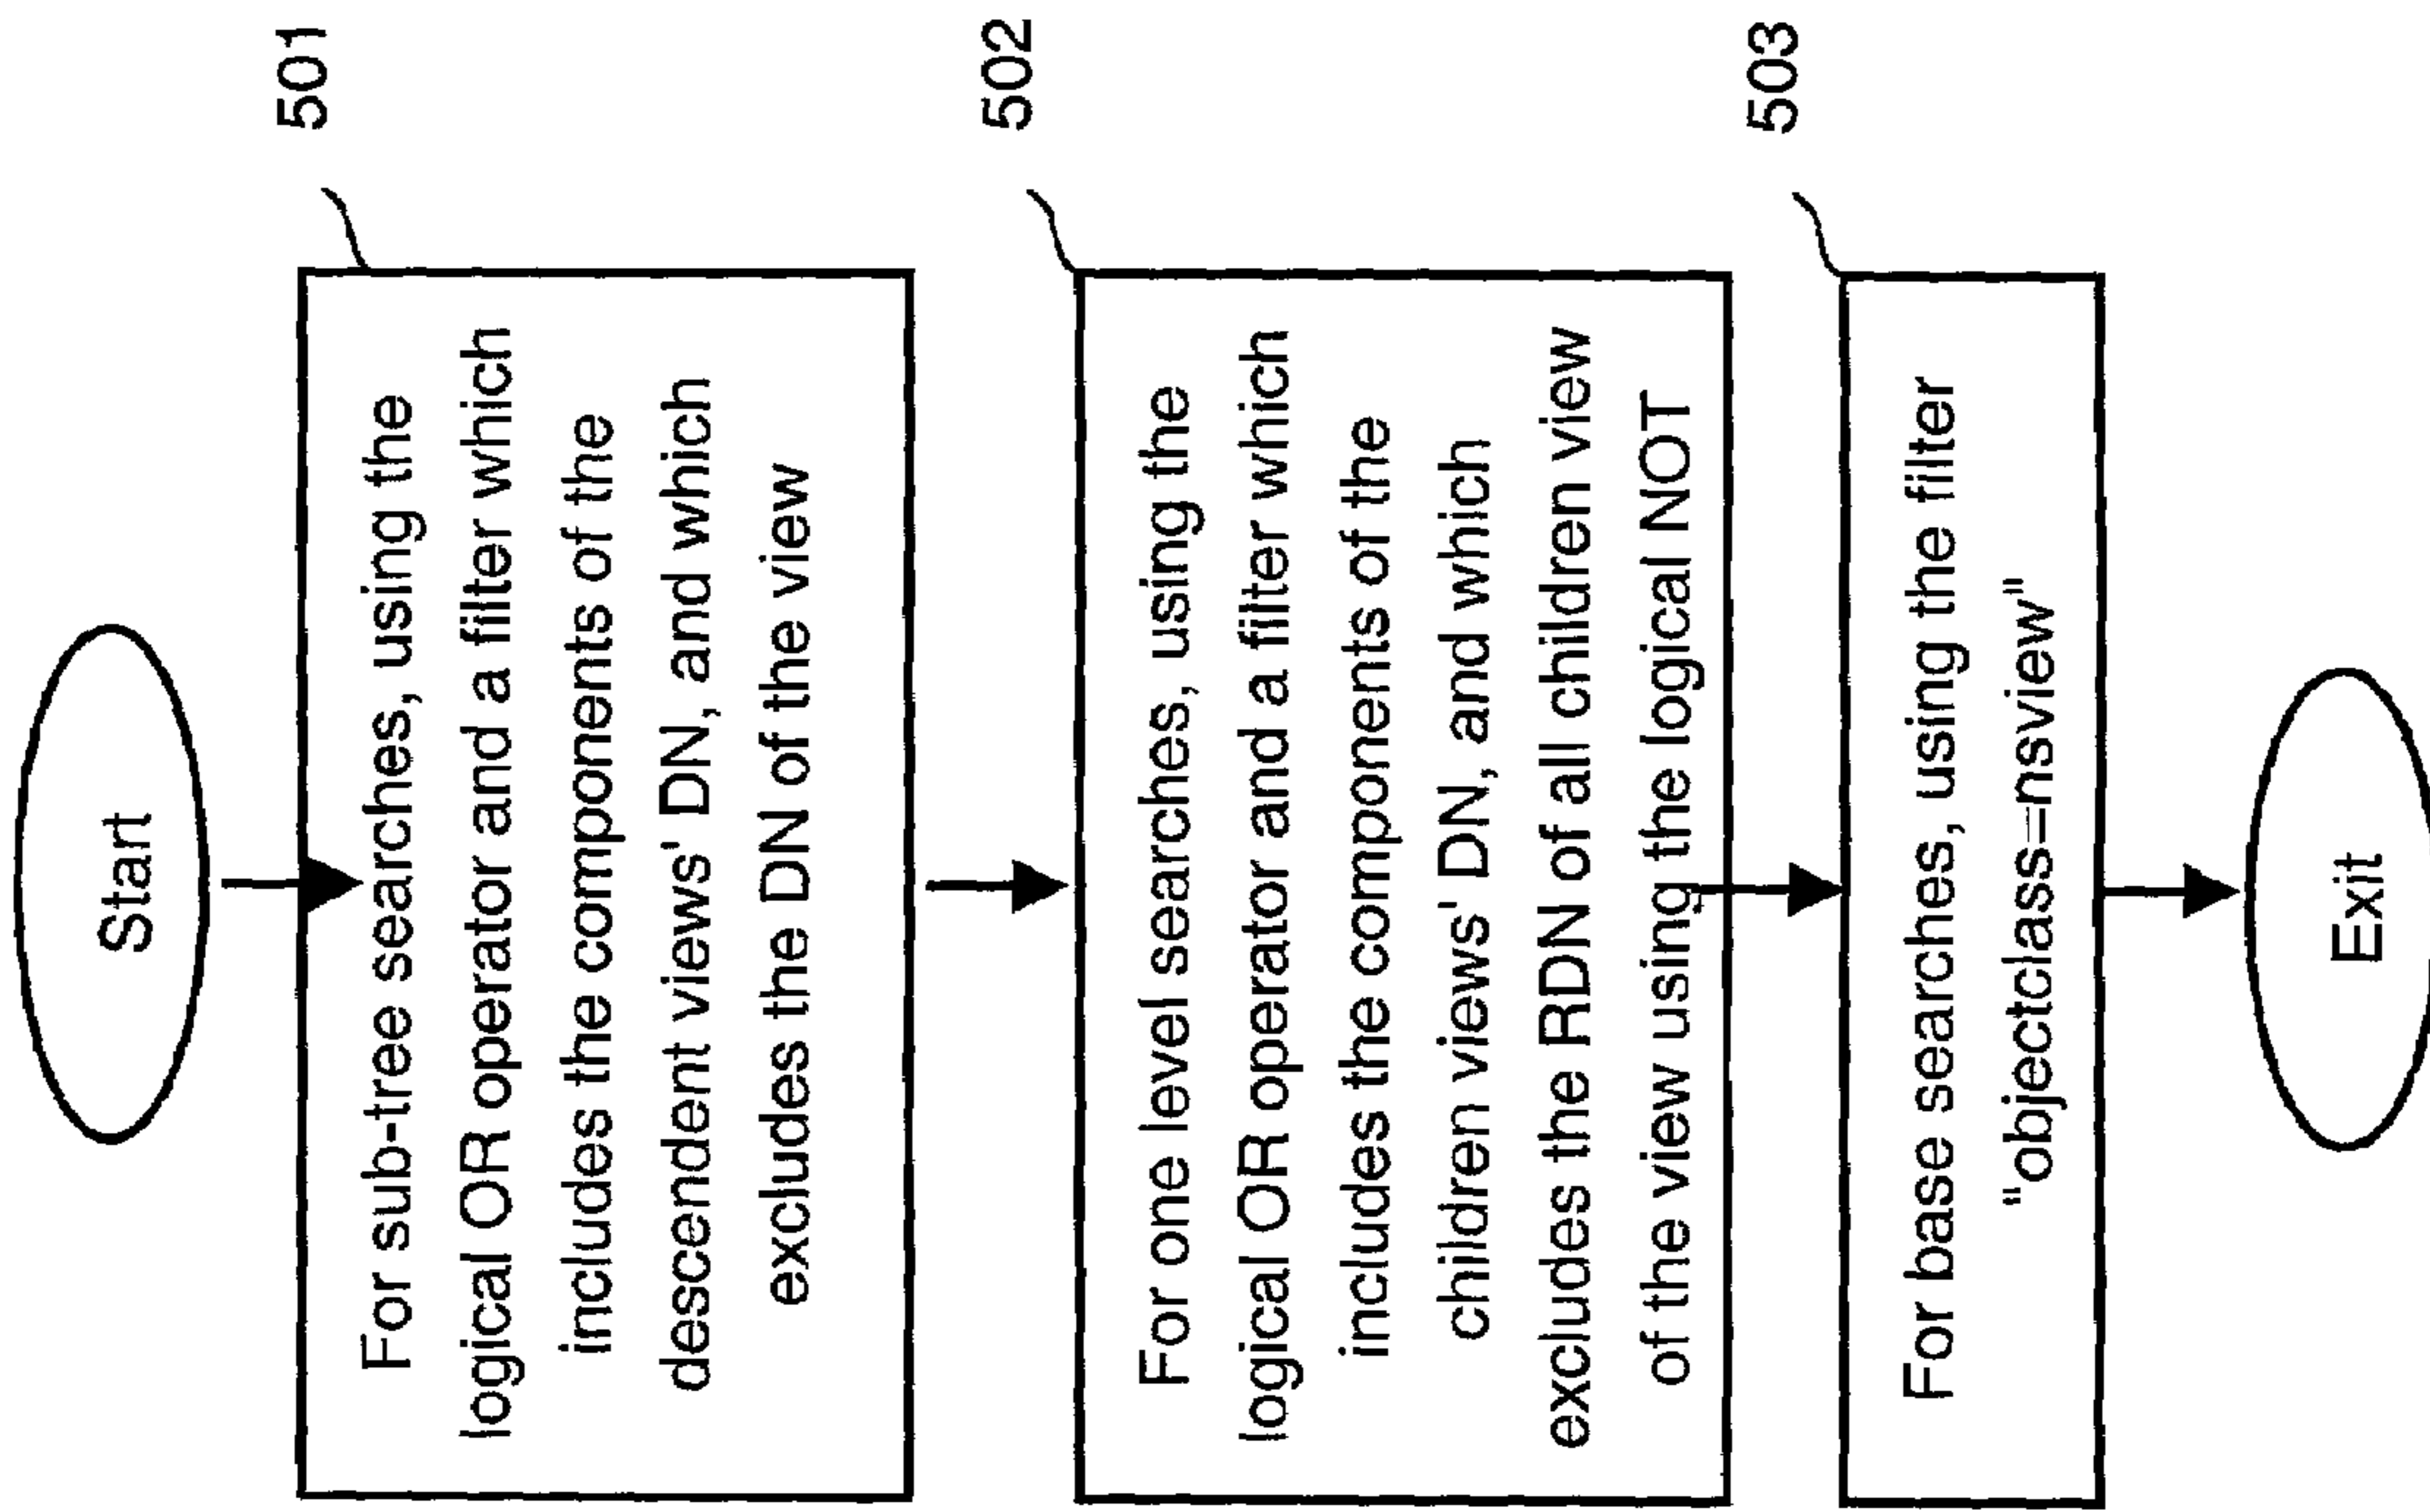 Start
501
For sub-tree searches, using the
logical OR operator and a filter which
includes the components of the
descendent views' DN, and which
excludes the DN of the view
502
For one level searches, using the
logical OR operator and a filter which
includes the components of the
children views' DN, and which
excludes the RDN of all children view
of the view using the logical NOT
503
For base searches, using the filter
"objectclass=nsview"
Exit